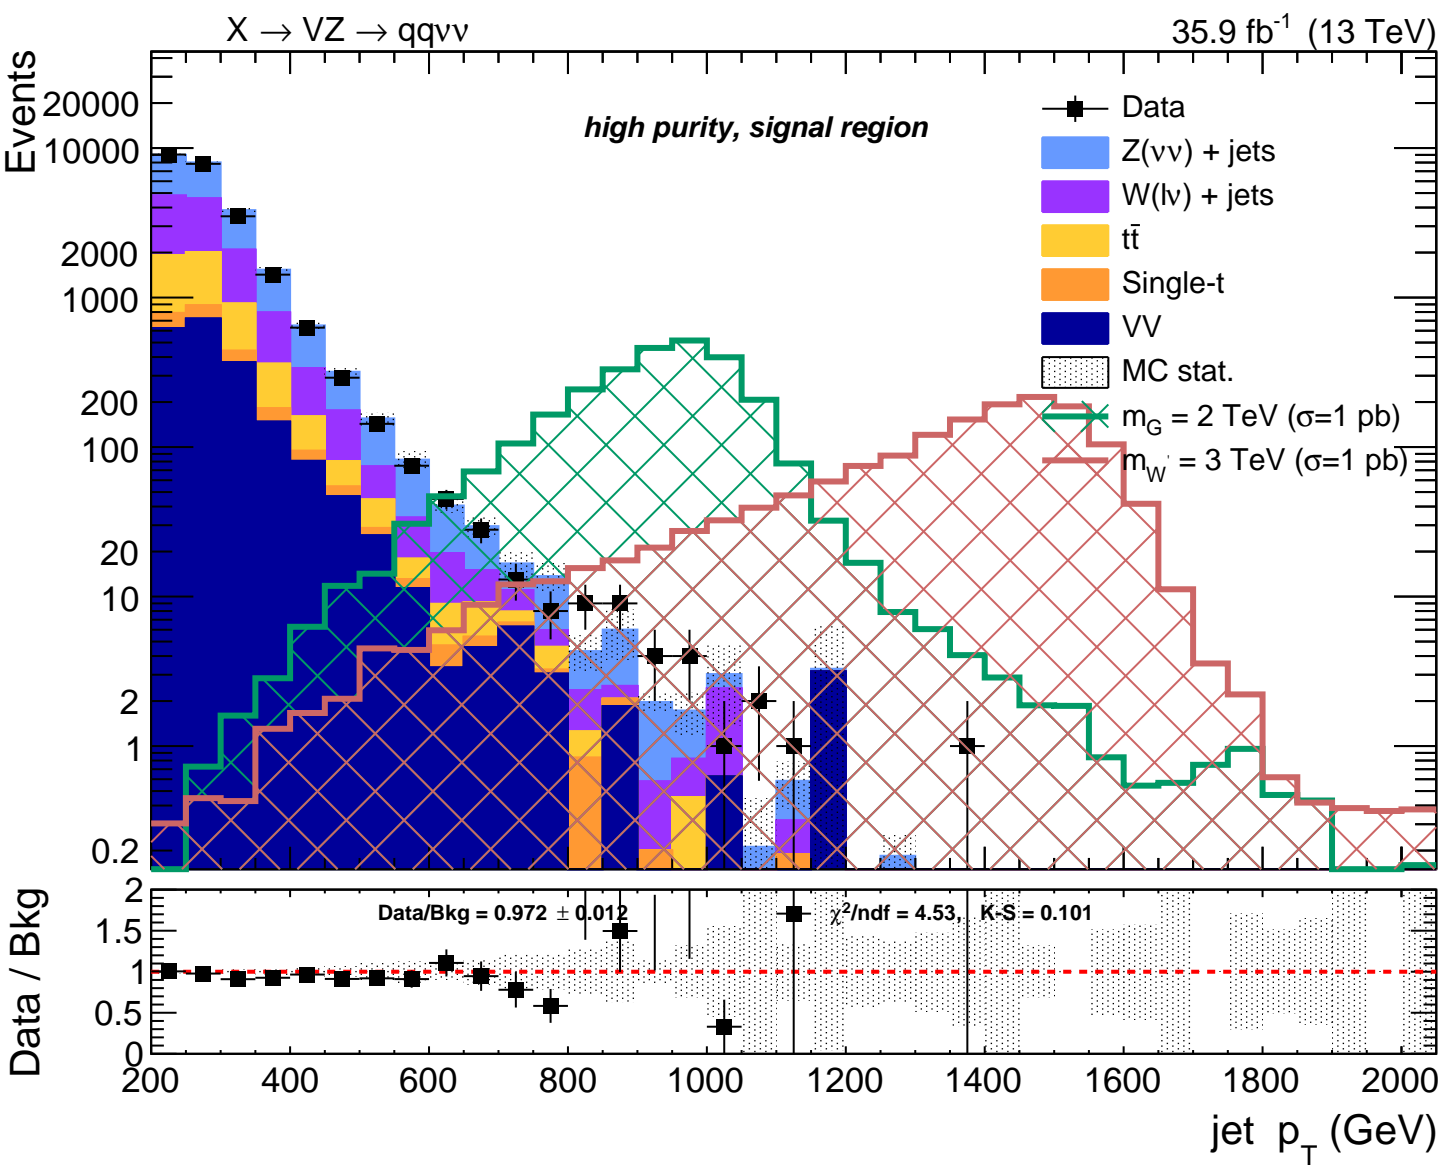 X → VZ → qqνν
35.9 fb⁻¹ (13 TeV)
Events
high purity, signal region
Data
Z(νν) + jets
W(lν) + jets
tt̄
Single-t
VV
MC stat.
m_G = 2 TeV (σ=1 pb)
m_W' = 3 TeV (σ=1 pb)
20000
10000
2000
1000
200
100
20
10
2
1
0.2
Data / Bkg
Data/Bkg = 0.972 ± 0.012
χ²/ndf = 4.53, K-S = 0.101
2
1.5
1
0.5
0
200 400 600 800 1000 1200 1400 1600 1800 2000
jet p_T (GeV)